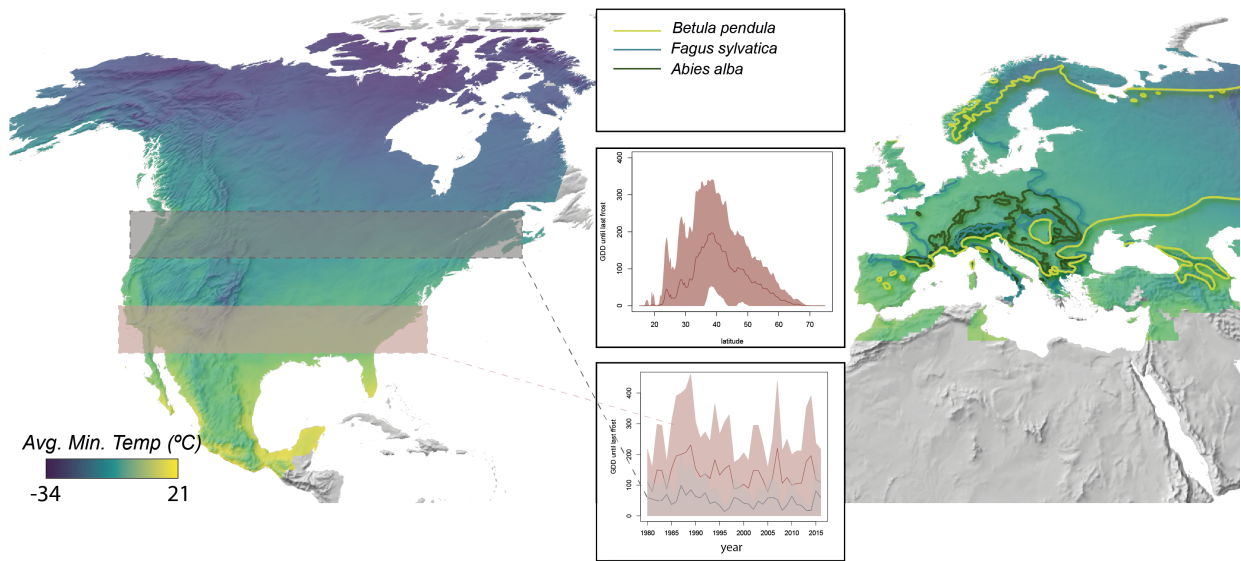 Betula pendula
Fagus sylvatica
Abies alba
400
300
200
100
0
GDD until last frost
20 30 40 50 60 70
latitude
400
300
200
100
0
GDD until last frost
1980 1985 1990 1995 2000 2005 2010 2015
year
Avg. Min. Temp (ºC)
-34 21